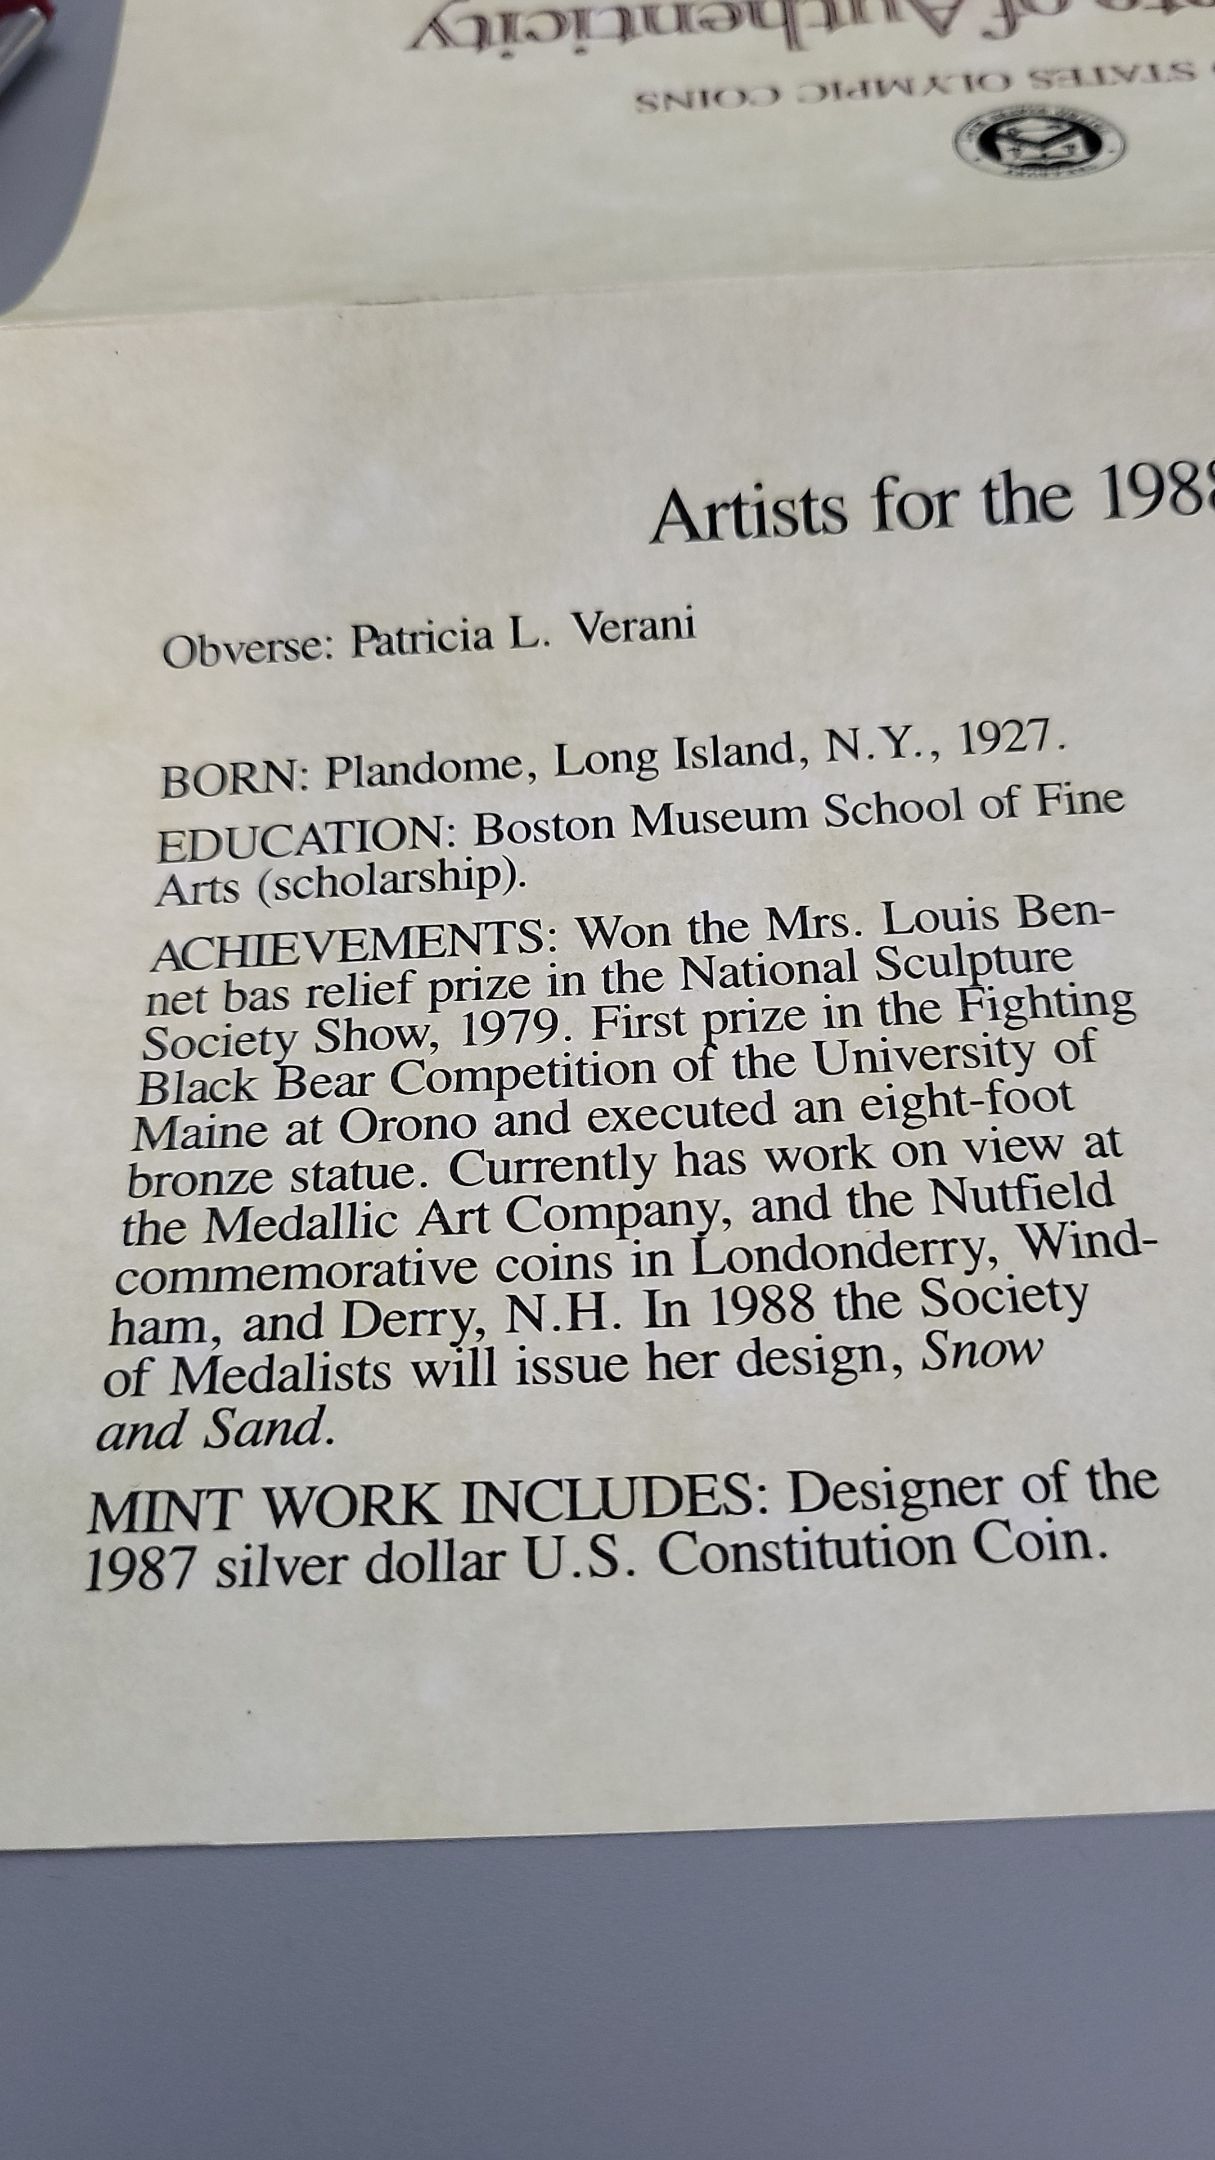 of Authenticity
STATES OLYMPIC COINS
Artists for the 198
Obverse: Patricia L. Verani
BORN: Plandome, Long Island, N.Y., 1927.
EDUCATION: Boston Museum School of Fine
Arts (scholarship).
ACHIEVEMENTS: Won the Mrs. Louis Ben-
net bas relief prize in the National Sculpture
Society Show, 1979. First prize in the Fighting
Black Bear Competition of the University of
Maine at Orono and executed an eight-foot
bronze statue. Currently has work on view at
the Medallic Art Company, and the Nutfield
commemorative coins in Londonderry, Wind-
ham, and Derry, N.H. In 1988 the Society
of Medalists will issue her design, Snow
and Sand.
MINT WORK INCLUDES: Designer of the
1987 silver dollar U.S. Constitution Coin.